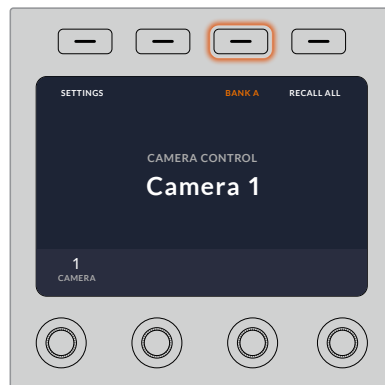 SETTINGS BANK A RECALL ALL
CAMERA CONTROL
Camera 1
1
CAMERA